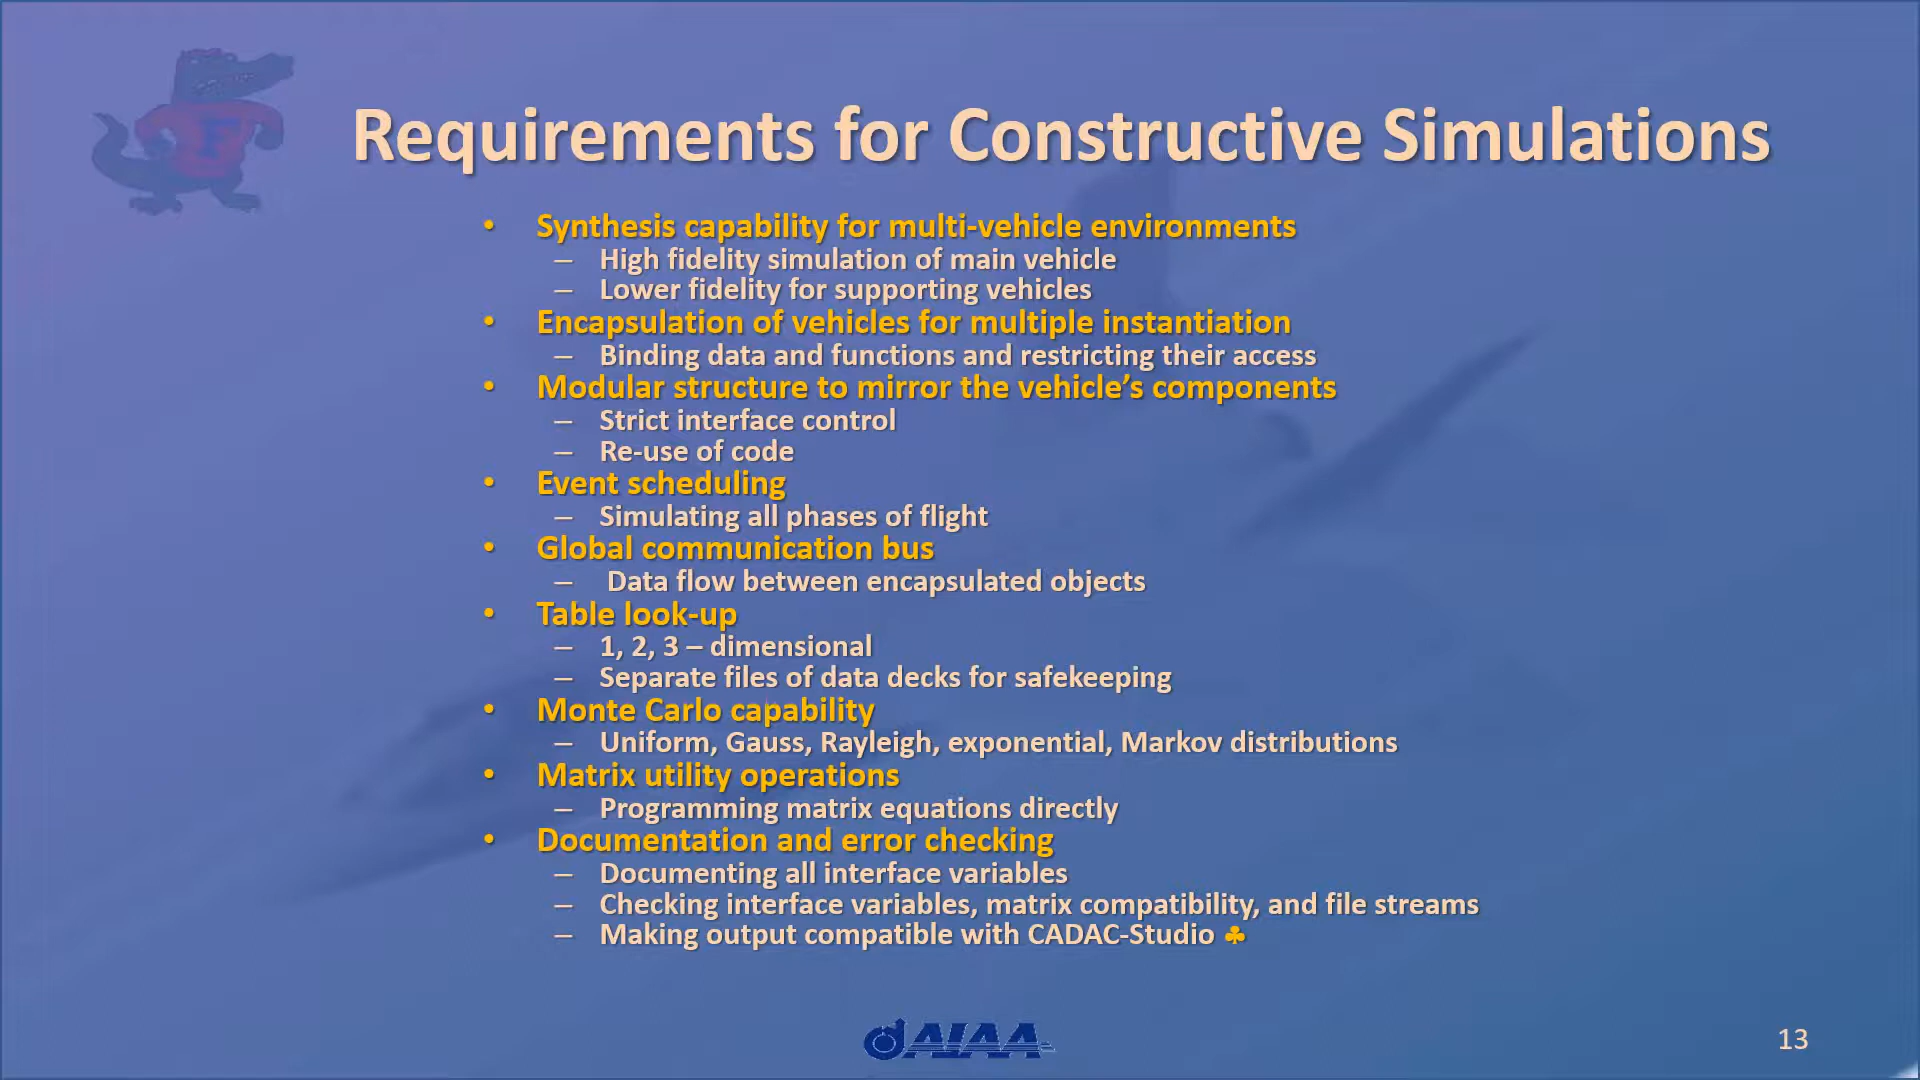 Requirements for Constructive Simulations
• Synthesis capability for multi-vehicle environments
– High fidelity simulation of main vehicle
– Lower fidelity for supporting vehicles
• Encapsulation of vehicles for multiple instantiation
– Binding data and functions and restricting their access
• Modular structure to mirror the vehicle’s components
– Strict interface control
– Re-use of code
• Event scheduling
– Simulating all phases of flight
• Global communication bus
– Data flow between encapsulated objects
• Table look-up
– 1, 2, 3 – dimensional
– Separate files of data decks for safekeeping
• Monte Carlo capability
– Uniform, Gauss, Rayleigh, exponential, Markov distributions
• Matrix utility operations
– Programming matrix equations directly
• Documentation and error checking
– Documenting all interface variables
– Checking interface variables, matrix compatibility, and file streams
– Making output compatible with CADAC-Studio ♣
F
AIAA
13